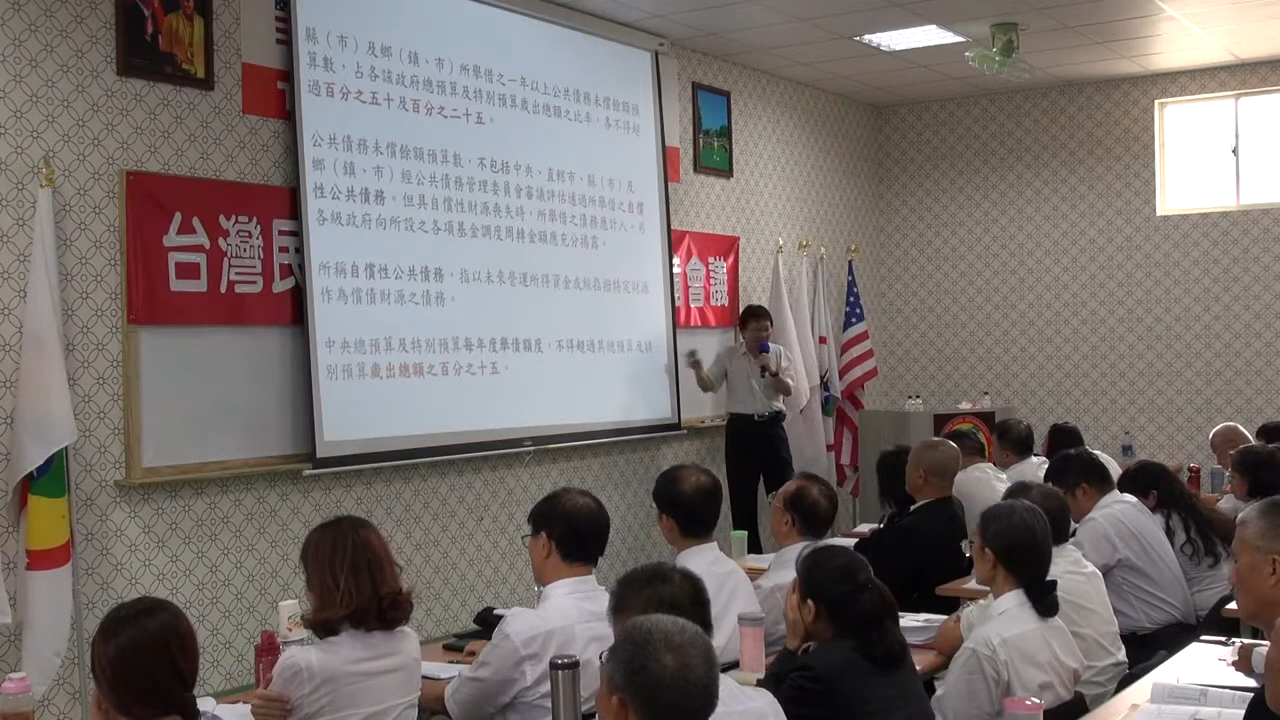 縣（市）及鄉（鎮、市）所舉借之一年以上公共債務未償餘額預
算數，占各該政府總預算及特別預算歲出總額之比率，各不得超
過百分之五十及百分之二十五。
公共債務未償餘額預算數，不包括中央、直轄市、縣（市）及
鄉（鎮、市）經公共債務管理委員會審議評估通過所舉借之自償
性公共債務。但具自償性財源喪失時，所舉借之債務應計入。另
各級政府向所設之各項基金調度周轉金額應充分揭露。
所稱自償性公共債務，指以未來營運所得資金或經指撥特定財源
作為償債財源之債務。
中央總預算及特別預算每年度舉債額度，不得超過其總預算及特
別預算歲出總額之百分之十五。
台灣民
會議